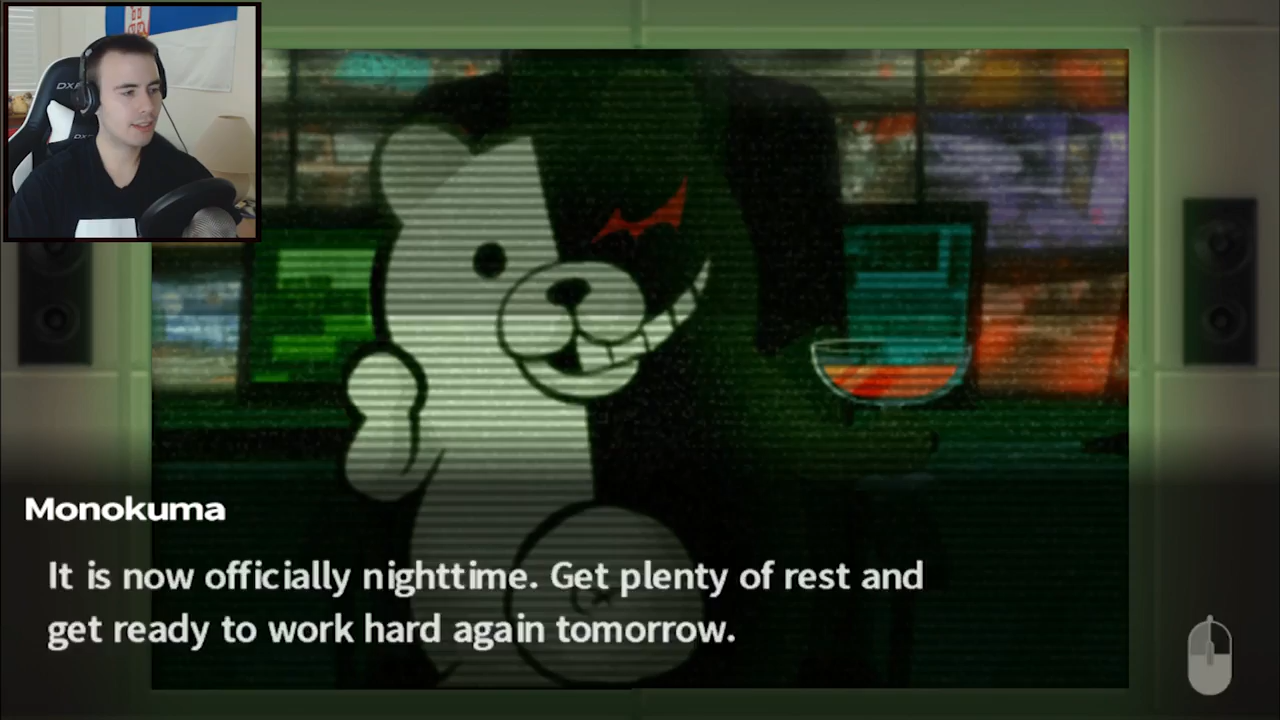 Monokuma
It is now officially nighttime. Get plenty of rest and
get ready to work hard again tomorrow.